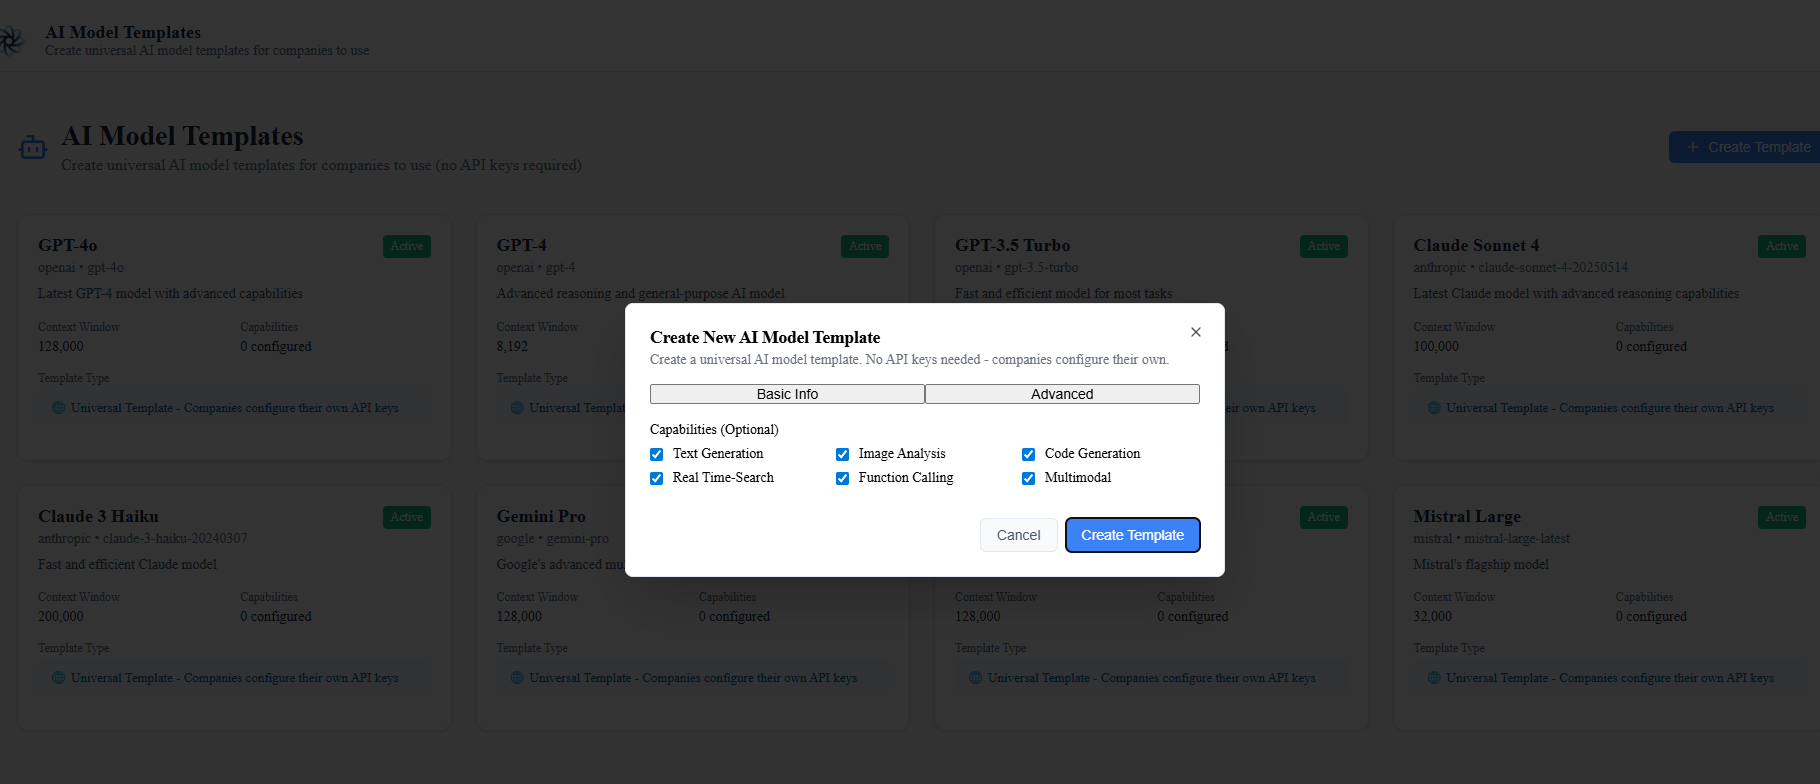 AI Model Templates
Create universal AI model templates for companies to use
AI Model Templates
Create universal AI model templates for companies to use (no API keys required)
+ Create Template
GPT-4o
Active
openai • gpt-4o
Latest GPT-4 model with advanced capabilities
Context Window
Capabilities
128,000
0 configured
Template Type
Universal Template - Companies configure their own API keys
GPT-4
Active
openai • gpt-4
Advanced reasoning and general-purpose AI model
Context Window
8,192
Template Type
Universal
GPT-3.5 Turbo
Active
openai • gpt-3.5-turbo
Fast and efficient model for most tasks
own API keys
Claude Sonnet 4
Active
anthropic • claude-sonnet-4-20250514
Latest Claude model with advanced reasoning capabilities
Context Window
Capabilities
100,000
0 configured
Template Type
Universal Template - Companies configure their own API keys
Create New AI Model Template
Create a universal AI model template. No API keys needed - companies configure their own.
Basic Info
Advanced
Capabilities (Optional)
Text Generation
Image Analysis
Code Generation
Real Time-Search
Function Calling
Multimodal
Cancel
Create Template
Claude 3 Haiku
Active
anthropic • claude-3-haiku-20240307
Fast and efficient Claude model
Context Window
Capabilities
200,000
0 configured
Template Type
Universal Template - Companies configure their own API keys
Gemini Pro
google • gemini-pro
Google's advanced
Context Window
Capabilities
128,000
0 configured
Template Type
Universal Template - Companies configure their own API keys
Active
Context Window
Capabilities
128,000
0 configured
Template Type
Universal Template - Companies configure their own API keys
Mistral Large
Active
mistral • mistral-large-latest
Mistral's flagship model
Context Window
Capabilities
32,000
0 configured
Template Type
Universal Template - Companies configure their own API keys